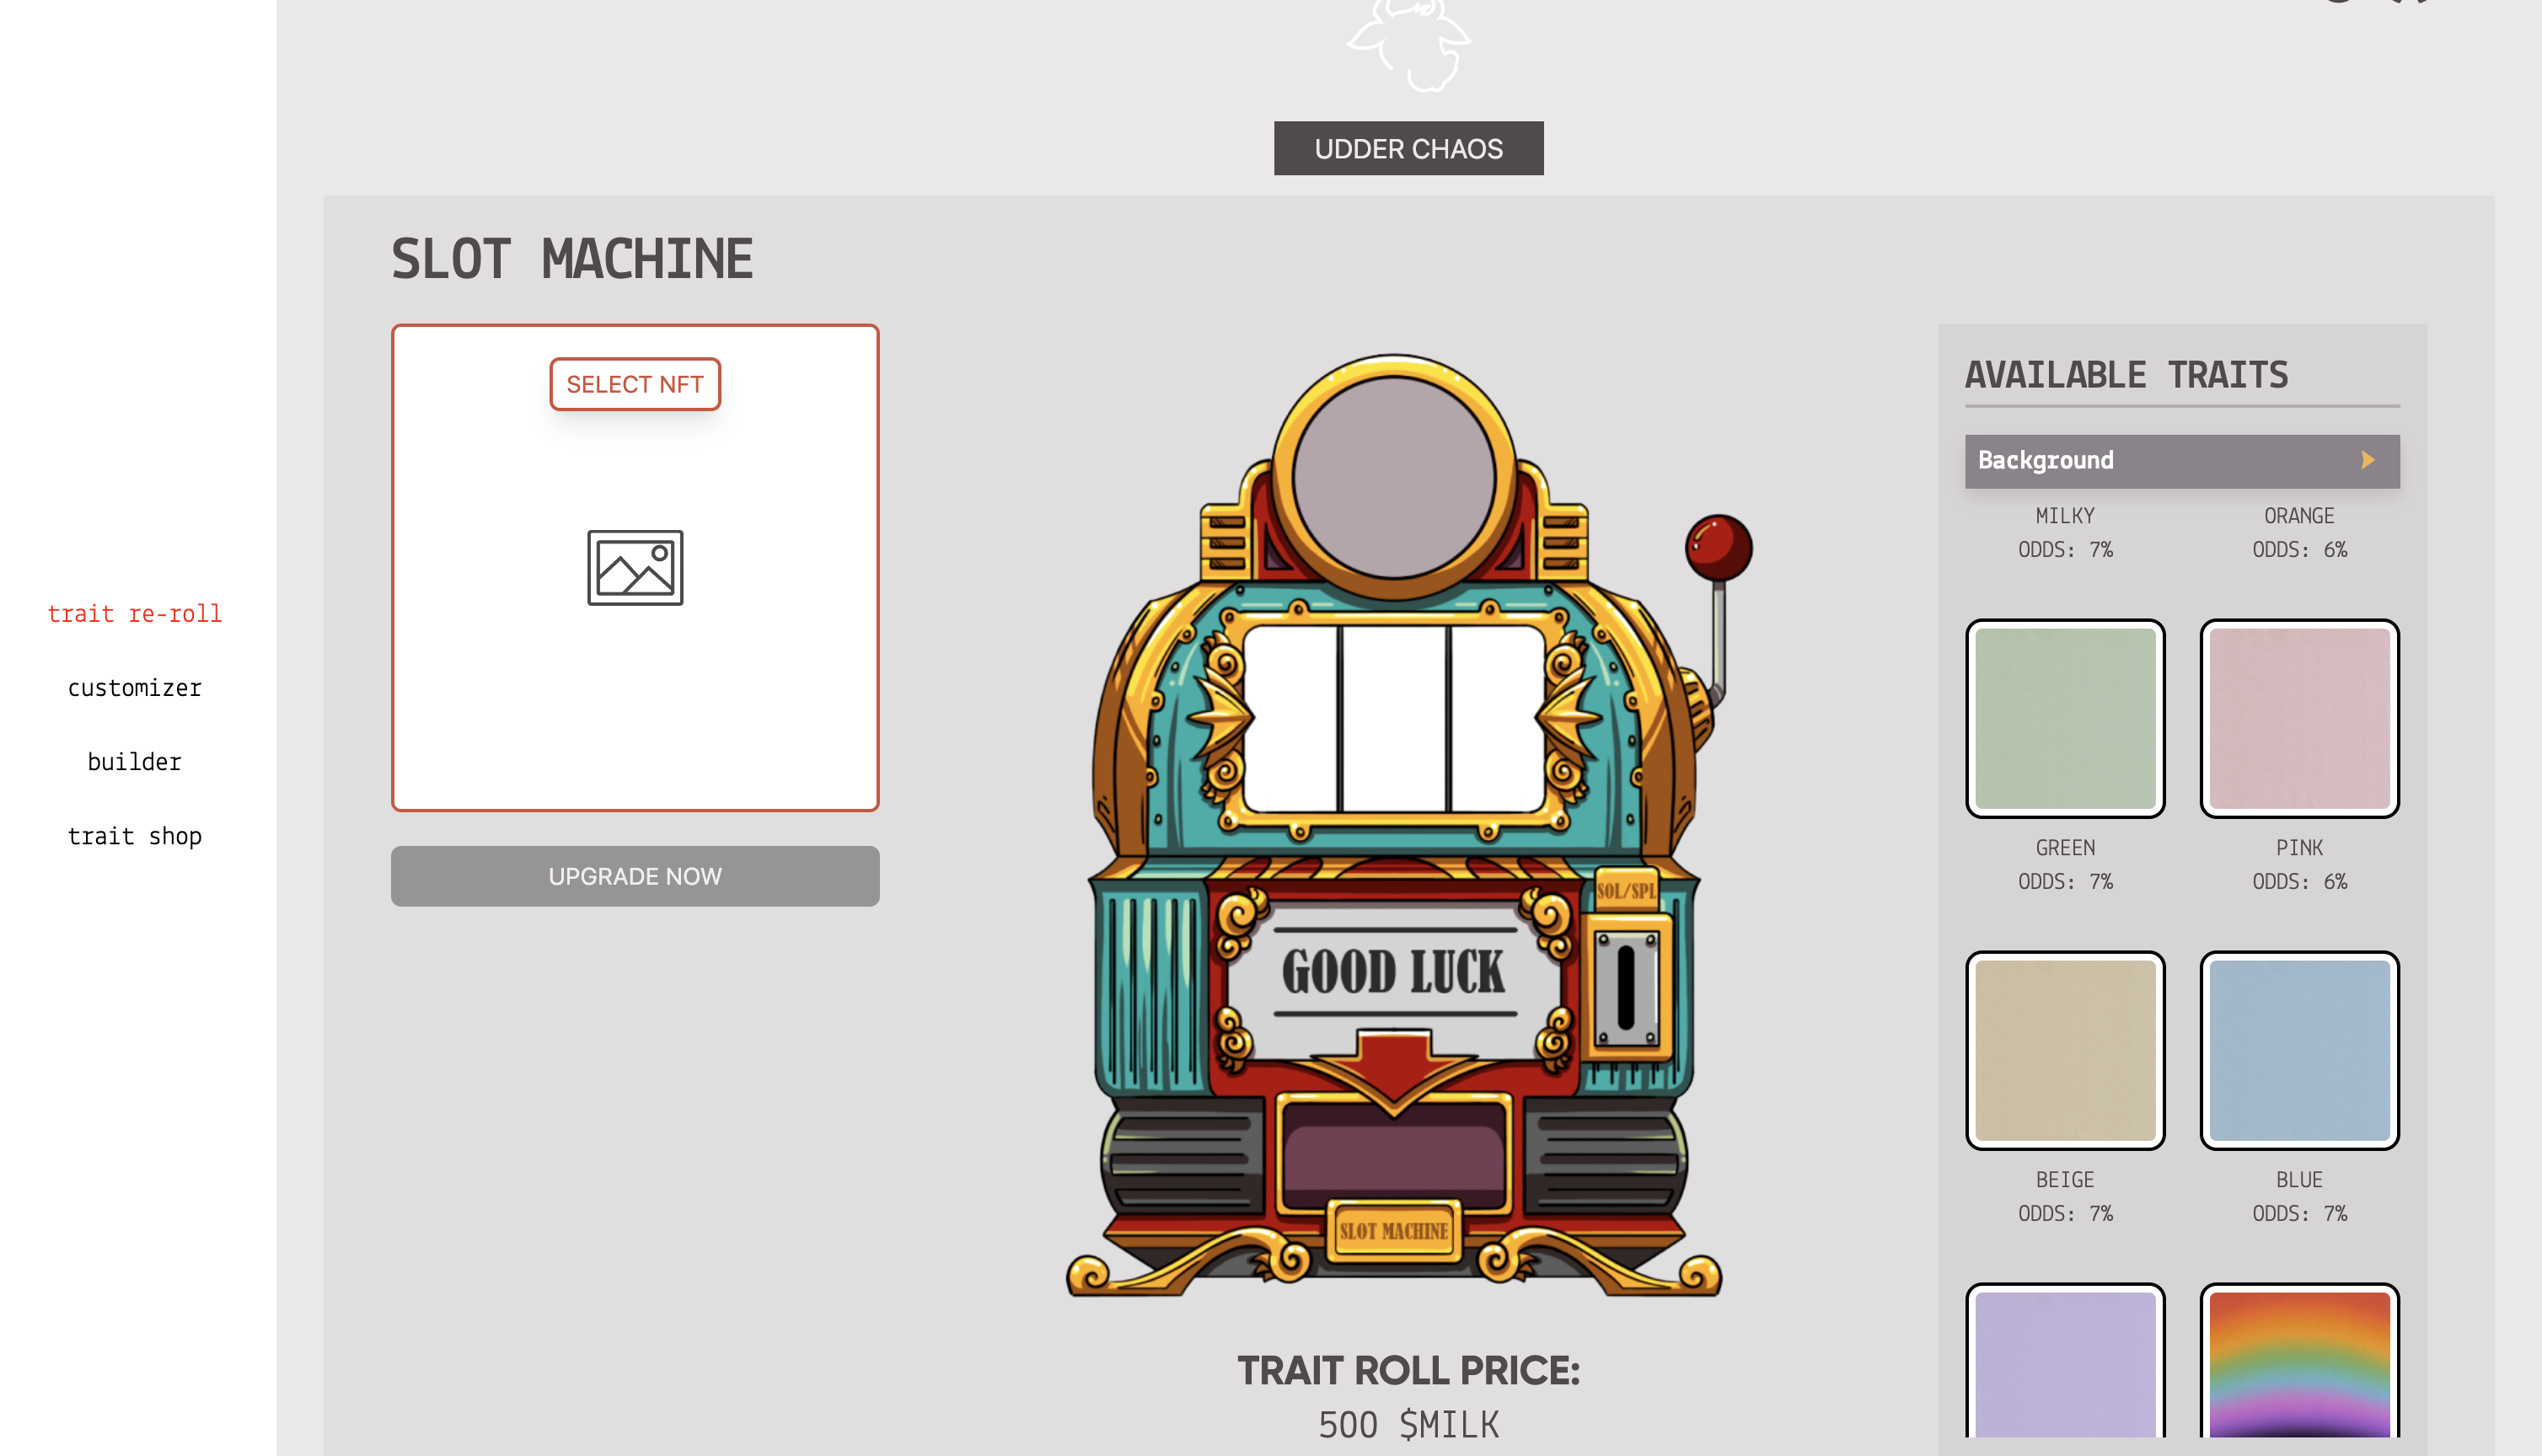 UDDER CHAOS
SLOT MACHINE
SELECT NFT
UPGRADE NOW
trait re-roll
customizer
builder
trait shop
SOL/SPL
GOOD LUCK
SLOT MACHINE
TRAIT ROLL PRICE:
500 $MILK
AVAILABLE TRAITS
Background
MILKY
ODDS: 7%
ORANGE
ODDS: 6%
GREEN
ODDS: 7%
PINK
ODDS: 6%
BEIGE
ODDS: 7%
BLUE
ODDS: 7%